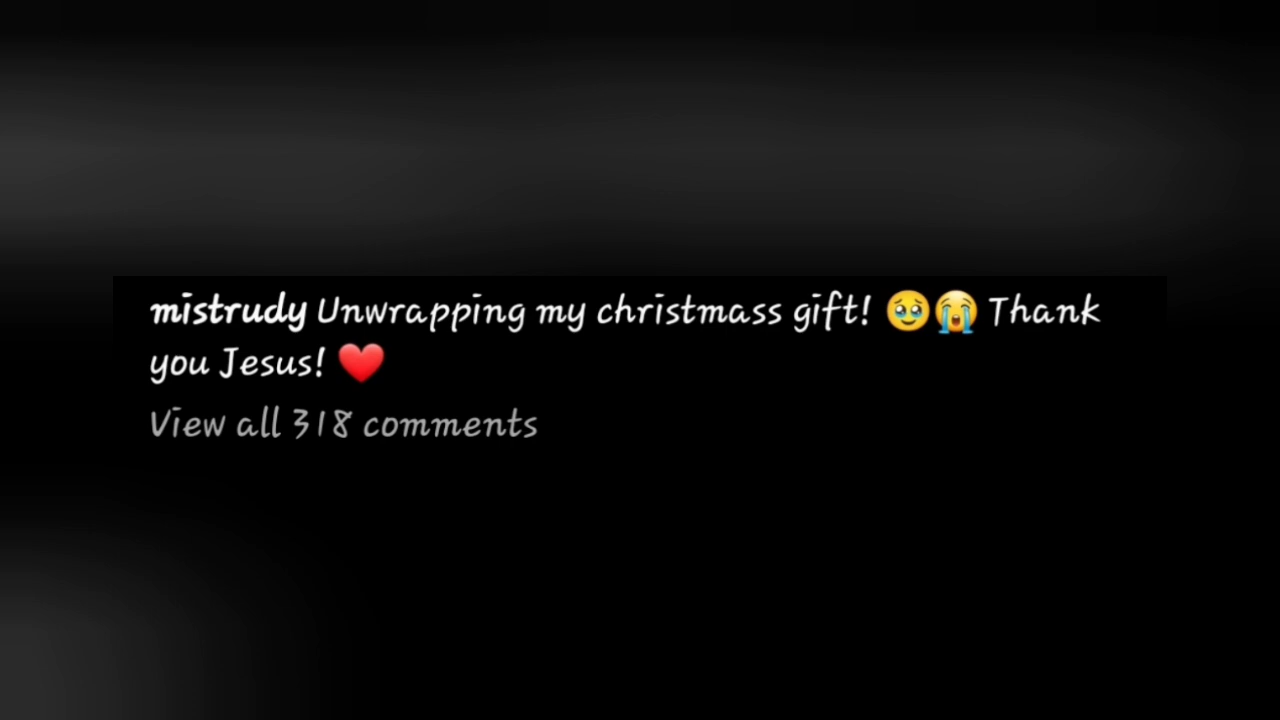 mistrudy Unwrapping my christmass gift! 🥹😭 Thank
you Jesus! ❤️
View all 318 comments